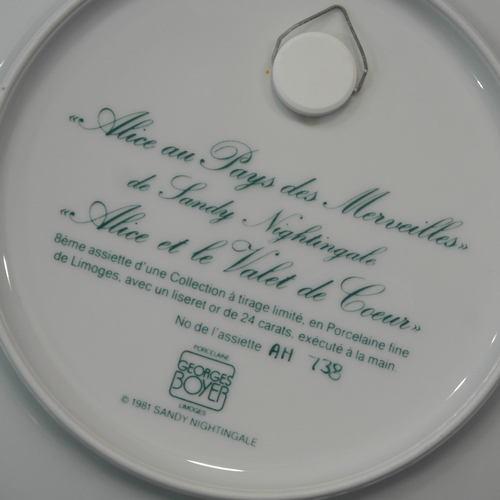 «Alice au Pays des Merveilles»
de Sandy Nightingale
«Alice et le Valet de Coeur»
8ème assiette d'une Collection à tirage limité, en Porcelaine fine
de Limoges, avec un liseret or de 24 carats, exécuté à la main.
No de l'assiette AH 738
PORCELAINE
GEORGES
BOYER
LIMOGES
© 1981 SANDY NIGHTINGALE